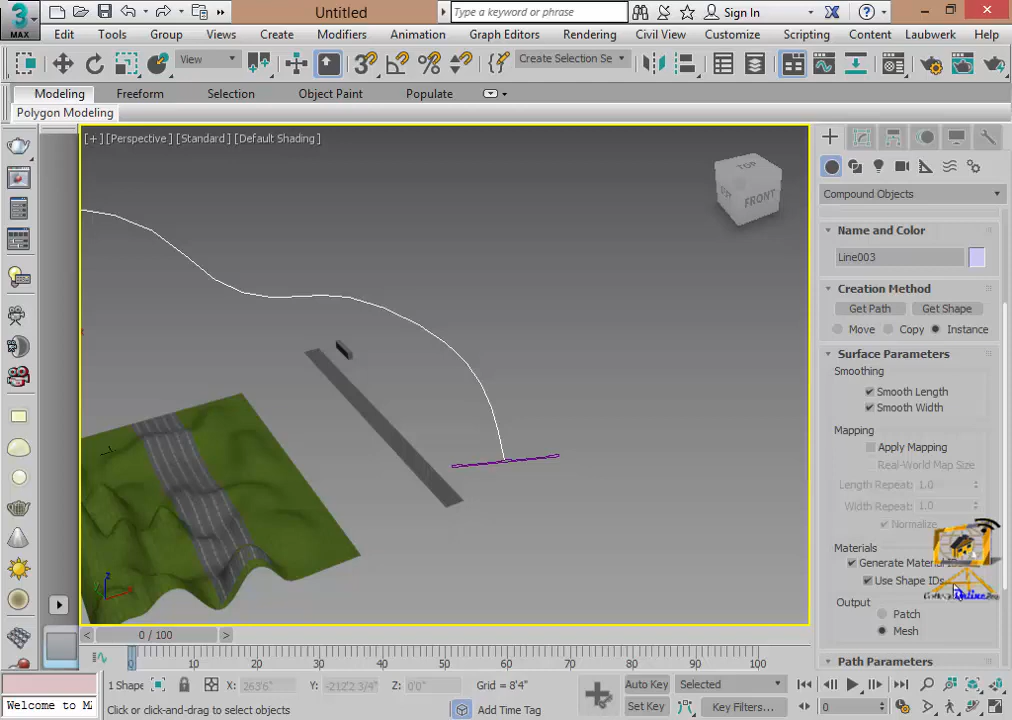 Untitled
Type a keyword or phrase
Sign In
3
MAX
Edit Tools Group Views Create Modifiers Animation Graph Editors Rendering Civil View Customize Scripting Content Laubwerk Help
View
Create Selection Se
Modeling Freeform Selection Object Paint Populate
Polygon Modeling
[+] [Perspective] [Standard] [Default Shading]
TOP
FRONT
Compound Objects
Name and Color
Line003
Creation Method
Get Path Get Shape
Move Copy Instance
Surface Parameters
Smoothing
Smooth Length
Smooth Width
Mapping
Apply Mapping
Real-World Map Size
Length Repeat: 1.0
Width Repeat: 1.0
Normalize
Materials
Generate Material
Use Shape IDs
Online
Output
Patch
Mesh
Path Parameters
0 / 100
0 10 20 30 40 50 60 70 80 90 100
1 Shape X: 263'6" Y: -212'2 3/4" Z: 0'0" Grid = 8'4" Auto Key Selected
Welcome to MA Click or click-and-drag to select objects Add Time Tag Set Key Key Filters... 0